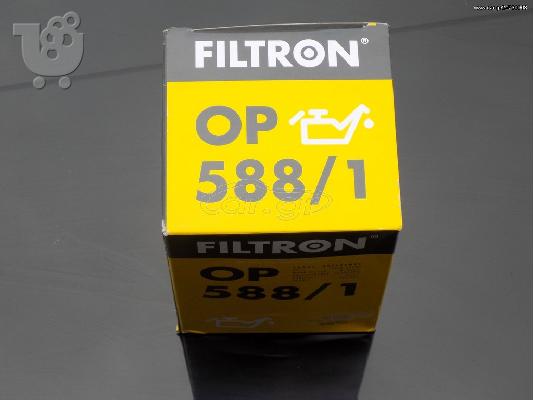 FILTRON®
OP
588/1
car.gr
FILTRON
OP
588/1